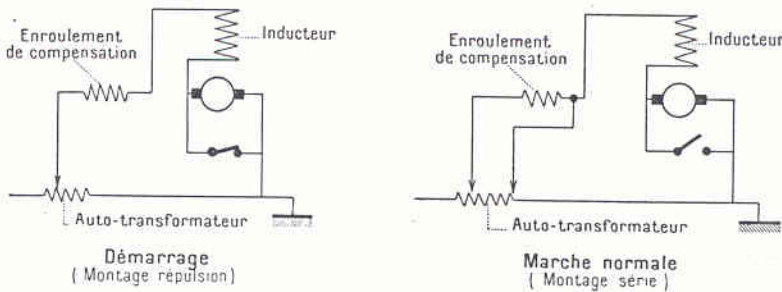 Enroulement
de compensation
Inducteur
Auto-transformateur
Démarrage
( Montage répulsion )
Enroulement
de compensation
Inducteur
Auto-transformateur
Marche normale
( Montage série )